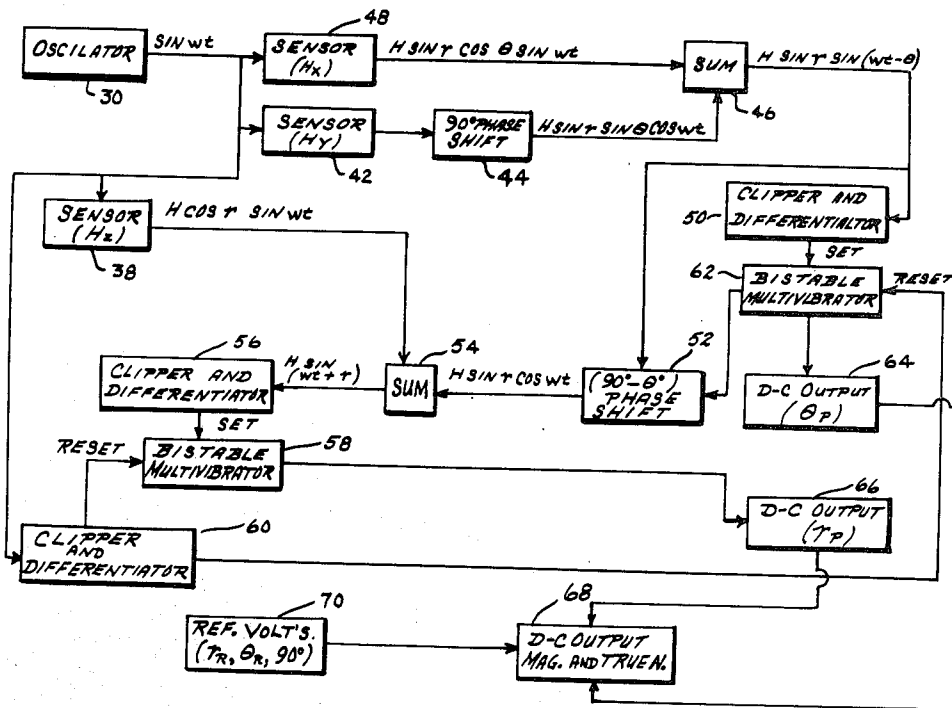 48
OSCILATOR
30
SIN wt
SENSOR
(Hx)
H SIN r COS θ SIN wt
SUM
46
H SIN r SIN (wt-θ)
SENSOR
(HY)
42
90° PHASE
SHIFT
44
H SIN r SIN θ COS wt
SENSOR
(Hz)
38
H COS r SIN wt
50
CLIPPER AND
DIFFERENTIALTOR
SET
62
BISTABLE
MULTIVIBRATOR
RESET
56
CLIPPER AND
DIFFERENTIATOR
H SIN
(wt+r)
54
SUM
H SIN r COS wt
52
(90°-θ°)
PHASE
SHIFT
64
D-C OUTPUT
(θP)
SET
RESET
58
BISTABLE
MULTIVIBRATOR
66
D-C OUTPUT
(rP)
60
CLIPPER
AND
DIFFERENTIATOR
70
REF. VOLT'S.
(rR, θR, 90°)
68
D-C OUTPUT
MAG. AND TRUE N.